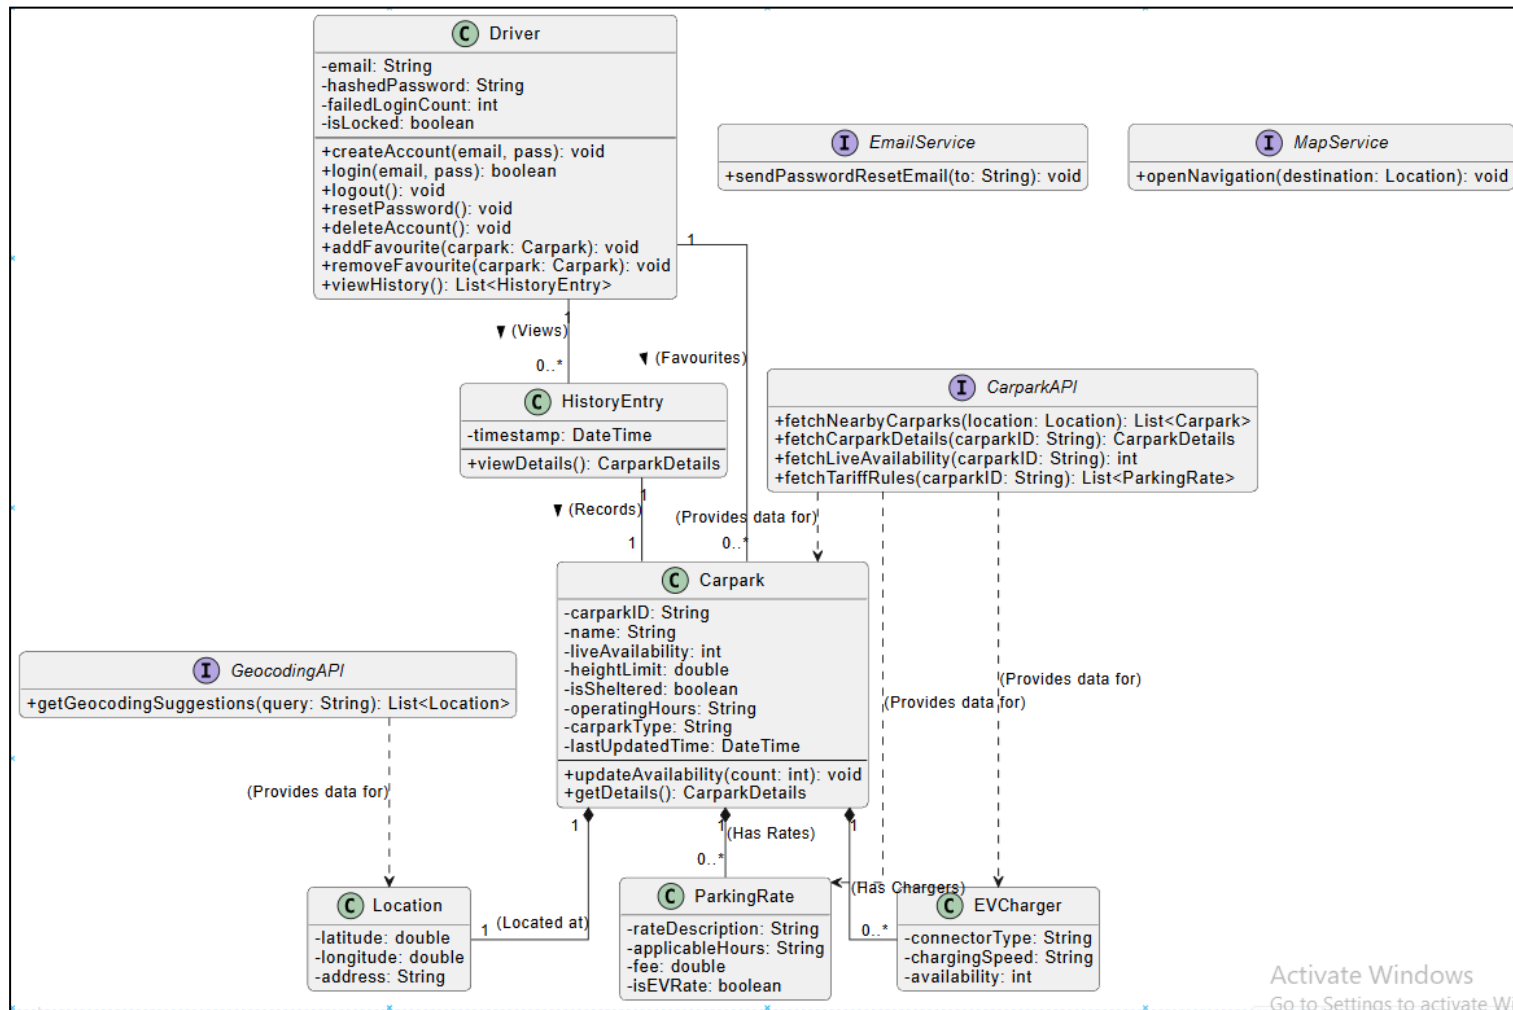 C Driver
-email: String
-hashedPassword: String
-failedLoginCount: int
-isLocked: boolean
+createAccount(email, pass): void
+login(email, pass): boolean
+logout(): void
+resetPassword(): void
+deleteAccount(): void
+addFavourite(carpark: Carpark): void
+removeFavourite(carpark: Carpark): void
+viewHistory(): List<HistoryEntry>
I EmailService
+sendPasswordResetEmail(to: String): void
I MapService
+openNavigation(destination: Location): void
1
1
(Views)
0..*
(Favourites)
C HistoryEntry
-timestamp: DateTime
+viewDetails(): CarparkDetails
I CarparkAPI
+fetchNearbyCarparks(location: Location): List<Carpark>
+fetchCarparkDetails(carparkID: String): CarparkDetails
+fetchLiveAvailability(carparkID: String): int
+fetchTariffRules(carparkID: String): List<ParkingRate>
1
(Records)
1
0..*
(Provides data for)
C Carpark
-carparkID: String
-name: String
-liveAvailability: int
-heightLimit: double
-isSheltered: boolean
-operatingHours: String
-carparkType: String
-lastUpdatedTime: DateTime
+updateAvailability(count: int): void
+getDetails(): CarparkDetails
I GeocodingAPI
+getGeocodingSuggestions(query: String): List<Location>
(Provides data for)
(Provides data for)
(Provides data for)
1
1
1
(Has Rates)
0..*
(Has Chargers)
0..*
1
(Located at)
C Location
-latitude: double
-longitude: double
-address: String
C ParkingRate
-rateDescription: String
-applicableHours: String
-fee: double
-isEVRate: boolean
C EVCharger
-connectorType: String
-chargingSpeed: String
-availability: int
Activate Windows
Go to Settings to activate Wi